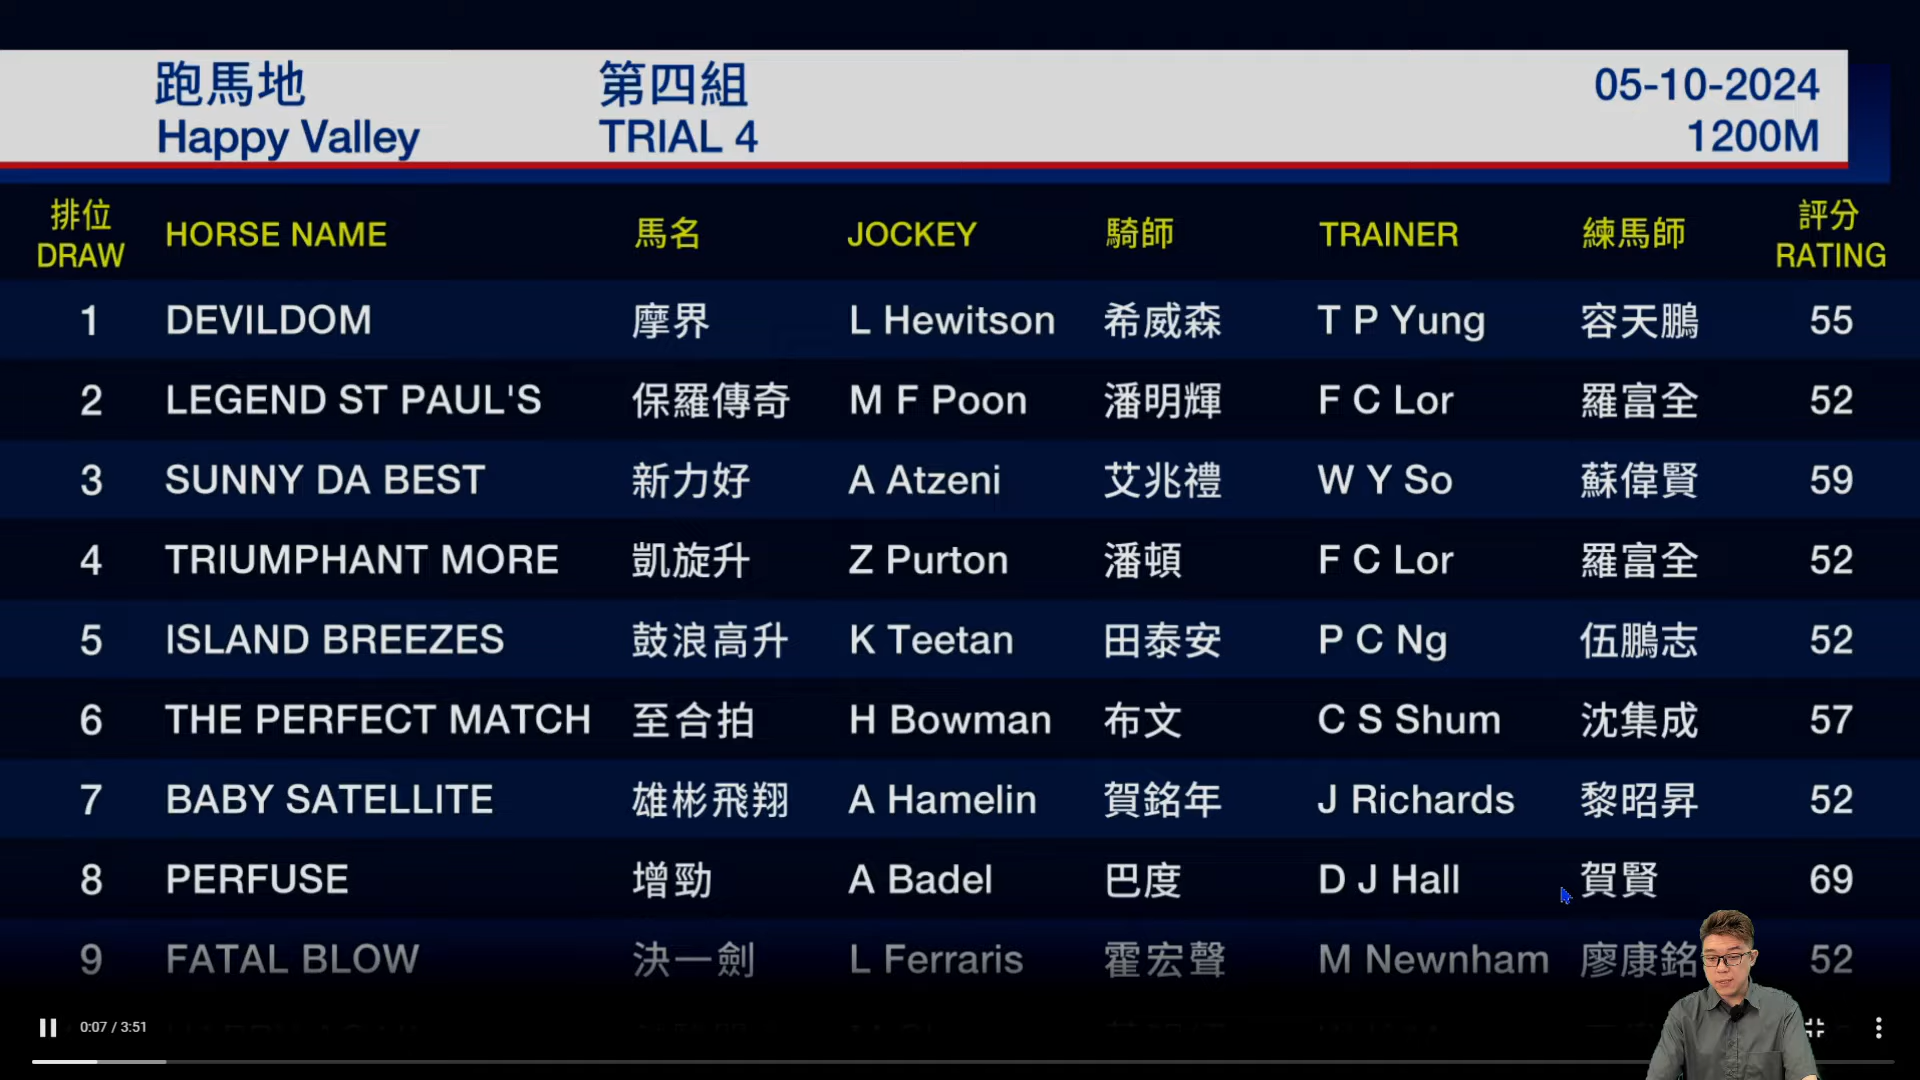 跑馬地 第四組 05-10-2024
Happy Valley TRIAL 4 1200M
排位 評分
DRAW HORSE NAME 馬名 JOCKEY 騎師 TRAINER 練馬師 RATING
1 DEVILDOM 摩界 L Hewitson 希威森 T P Yung 容天鵬 55
2 LEGEND ST PAUL'S 保羅傳奇 M F Poon 潘明輝 F C Lor 羅富全 52
3 SUNNY DA BEST 新力好 A Atzeni 艾兆禮 W Y So 蘇偉賢 59
4 TRIUMPHANT MORE 凱旋升 Z Purton 潘頓 F C Lor 羅富全 52
5 ISLAND BREEZES 鼓浪高升 K Teetan 田泰安 P C Ng 伍鵬志 52
6 THE PERFECT MATCH 至合拍 H Bowman 布文 C S Shum 沈集成 57
7 BABY SATELLITE 雄彬飛翔 A Hamelin 賀銘年 J Richards 黎昭昇 52
8 PERFUSE 增勁 A Badel 巴度 D J Hall 賀賢 69
9 FATAL BLOW 決一劍 L Ferraris 霍宏聲 M Newnham 廖康銘 52
0:07 / 3:51